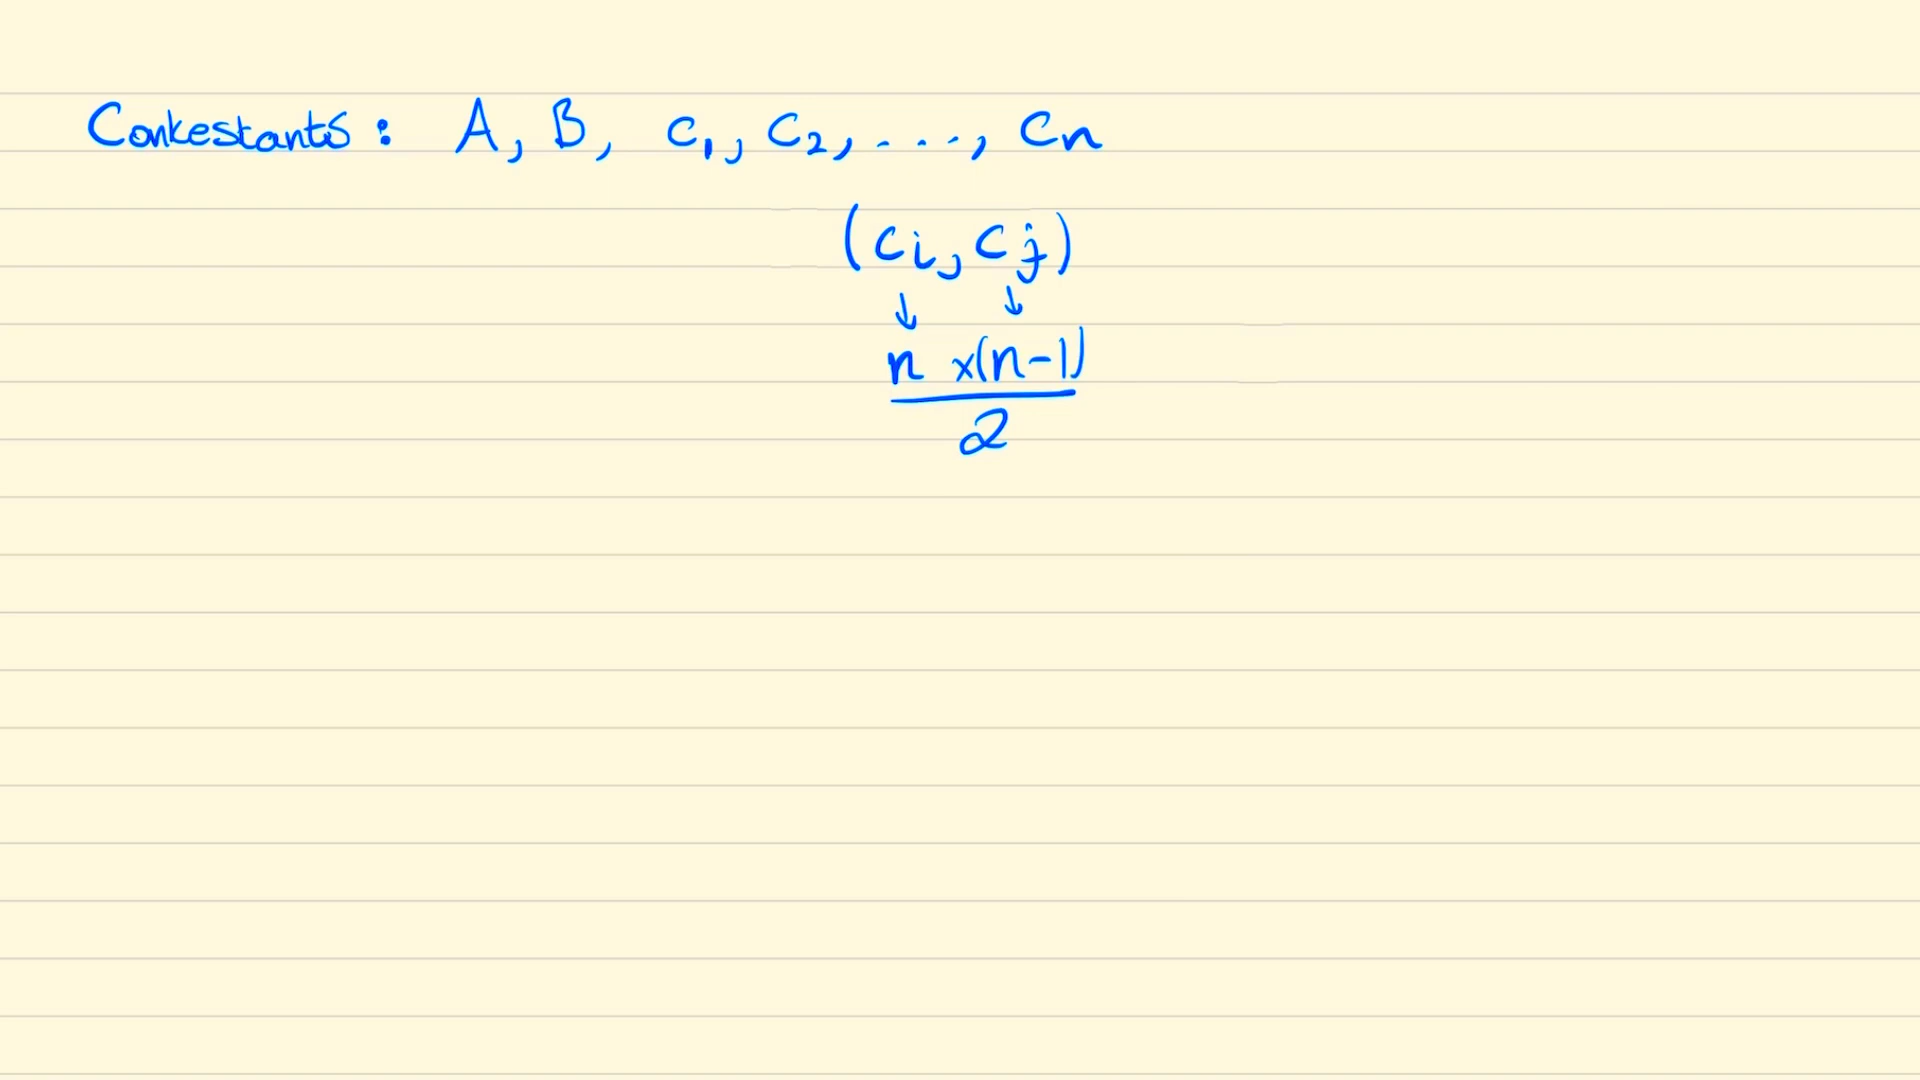 Contestants : A, B, C₁, C₂, ..., Cn
(Ci, Cj)
↓ ↓
n x(n-1)
2